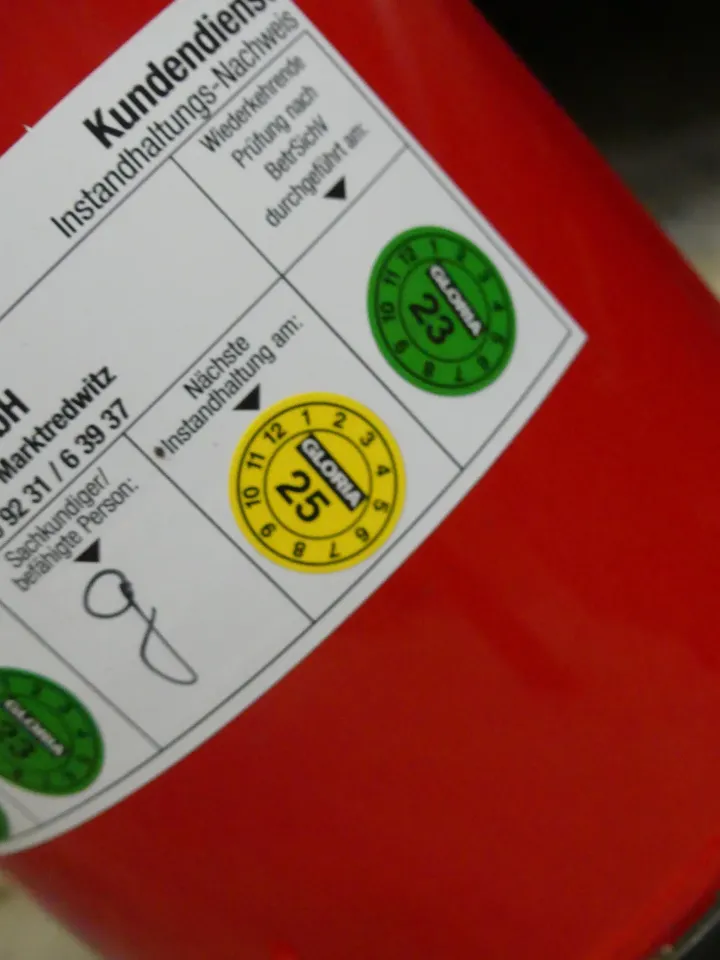 Kundendienst
Instandhaltungs-Nachweis
Wiederkehrende
Prüfung nach
BetrSichV
durchgeführt am:
1 2 3 4 5 6 7 8 9 10 11 12
GLORIA
23
Nächste
Instandhaltung am:
1 2 3 4 5 6 7 8 9 10 11 12
GLORIA
25
Marktredwitz
92 31 / 6 39 37
Sachkundiger/
befähigte Person:
GLORIA
23